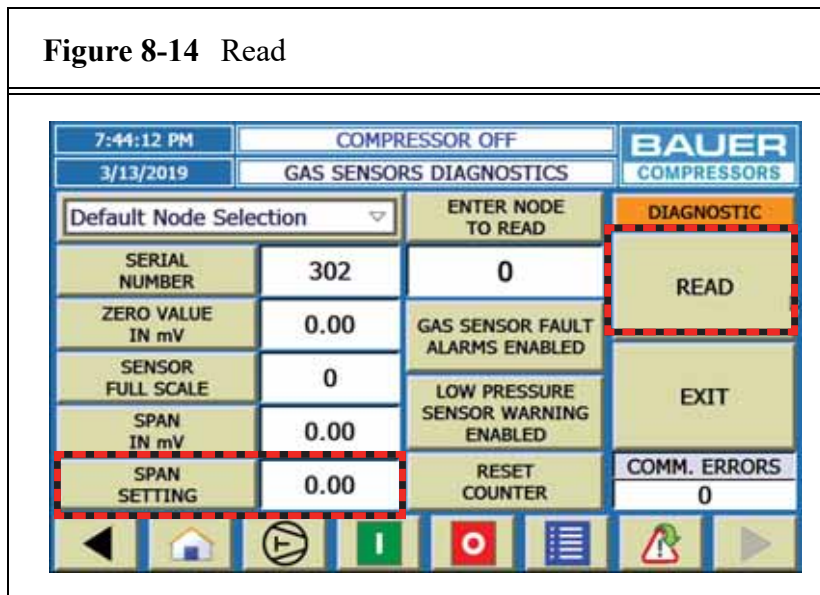 Figure 8-14 Read
7:44:12 PM
COMPRESSOR OFF
BAUER
COMPRESSORS
3/13/2019
GAS SENSORS DIAGNOSTICS
Default Node Selection
ENTER NODE
TO READ
DIAGNOSTIC
SERIAL
NUMBER
302
0
READ
ZERO VALUE
IN mV
0.00
GAS SENSOR FAULT
ALARMS ENABLED
SENSOR
FULL SCALE
0
LOW PRESSURE
SENSOR WARNING
ENABLED
EXIT
SPAN
IN mV
0.00
SPAN
SETTING
0.00
RESET
COUNTER
COMM. ERRORS
0